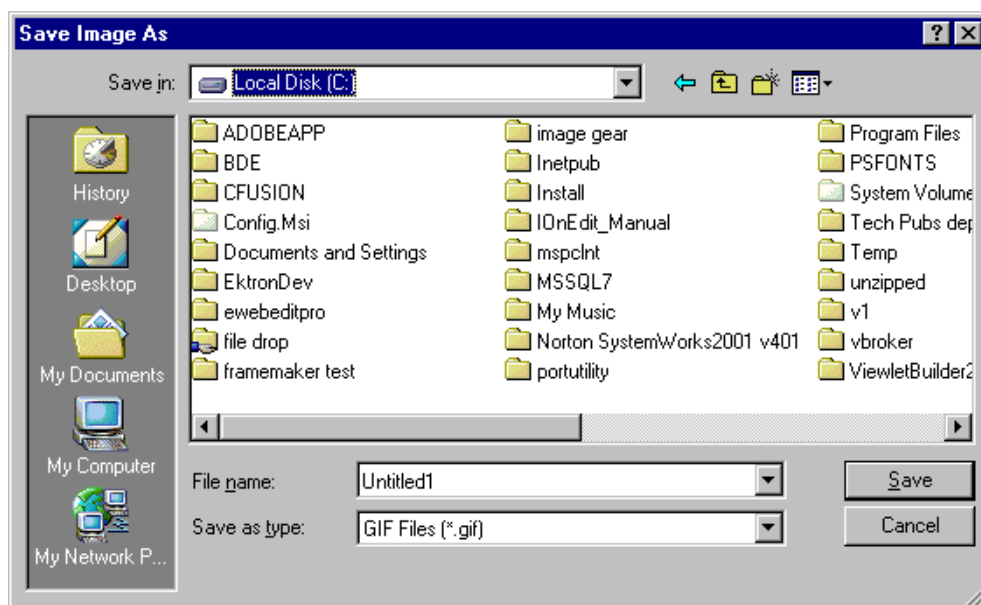 Save Image As
Save in:
Local Disk (C:
History
Desktop
My Documents
My Computer
My Network P...
ADOBEAPP
BDE
CFUSION
Config.Msi
Documents and Settings
EktronDev
ewebeditpro
file drop
framemaker test
image gear
Inetpub
Install
IOnEdit_Manual
mspclnt
MSSQL7
My Music
Norton SystemWorks2001 v401
portutility
Program Files
PSFONTS
System Volume
Tech Pubs dep
Temp
unzipped
v1
vbroker
ViewletBuilder2
File name:
Untitled1
Save
Save as type:
GIF Files (*.gif)
Cancel